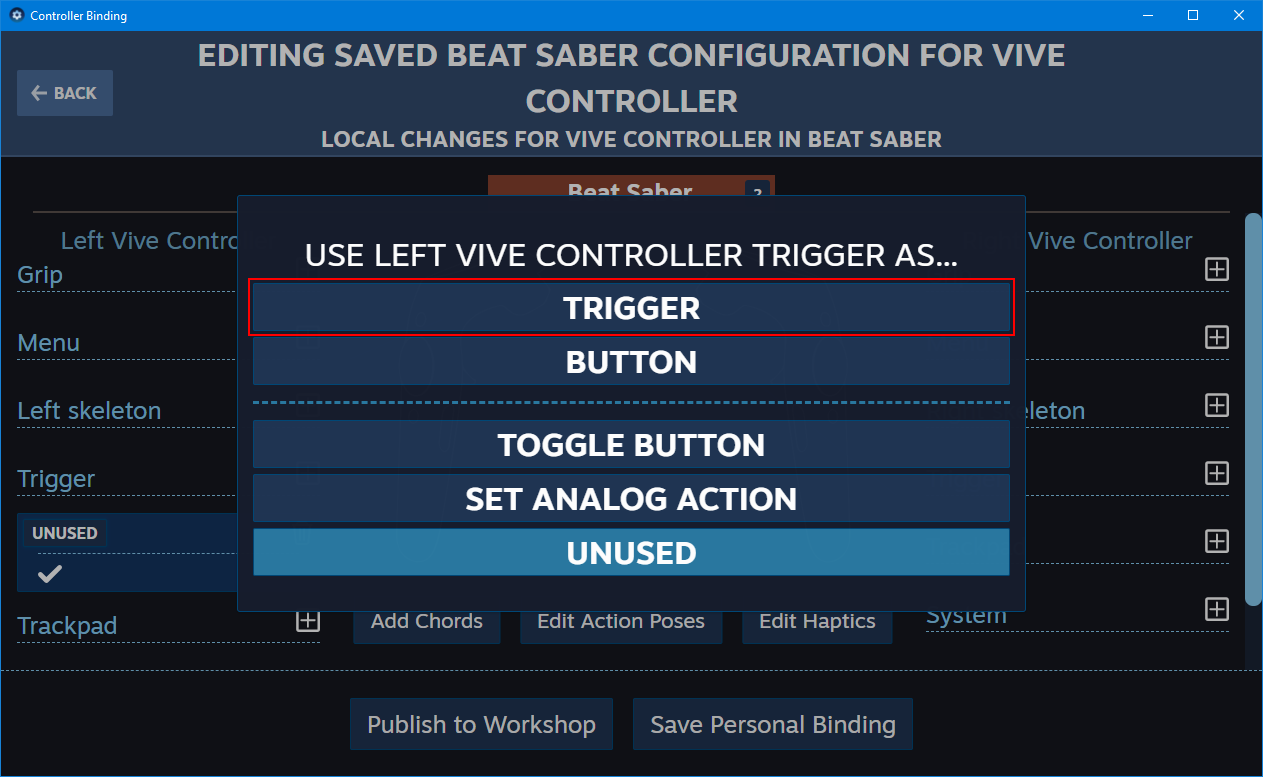 Controller Binding
EDITING SAVED BEAT SABER CONFIGURATION FOR VIVE
CONTROLLER
BACK
LOCAL CHANGES FOR VIVE CONTROLLER IN BEAT SABER
Beat Saber ?
Left Vive Contro
Vive Controller
Grip
USE LEFT VIVE CONTROLLER TRIGGER AS...
TRIGGER
Menu
BUTTON
Left skeleton
eleton
TOGGLE BUTTON
Trigger
SET ANALOG ACTION
UNUSED
UNUSED
Trackpad
Add Chords
Edit Action Poses
Edit Haptics
System
Publish to Workshop
Save Personal Binding